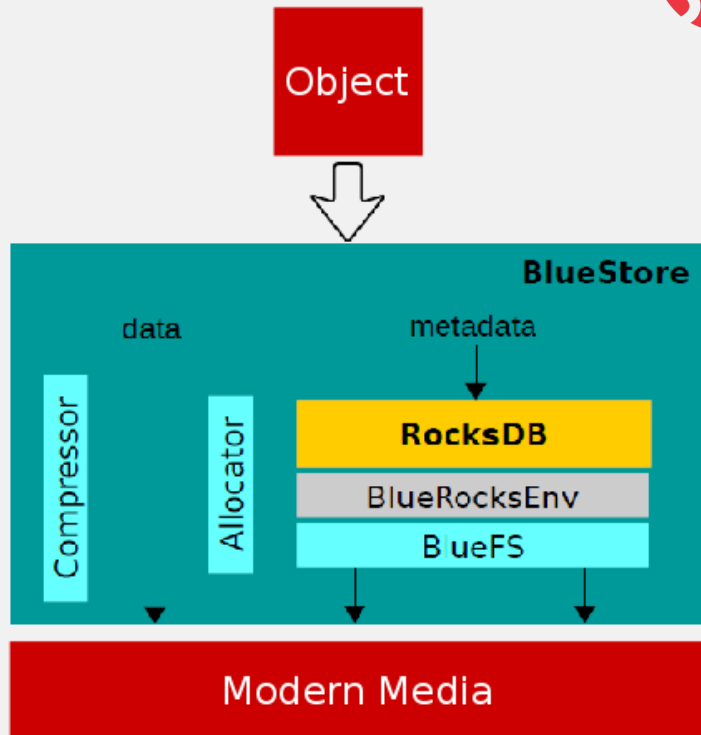 Object
BlueStore
data
metadata
Compressor
Allocator
RocksDB
BlueRocksEnv
BlueFS
Modern Media